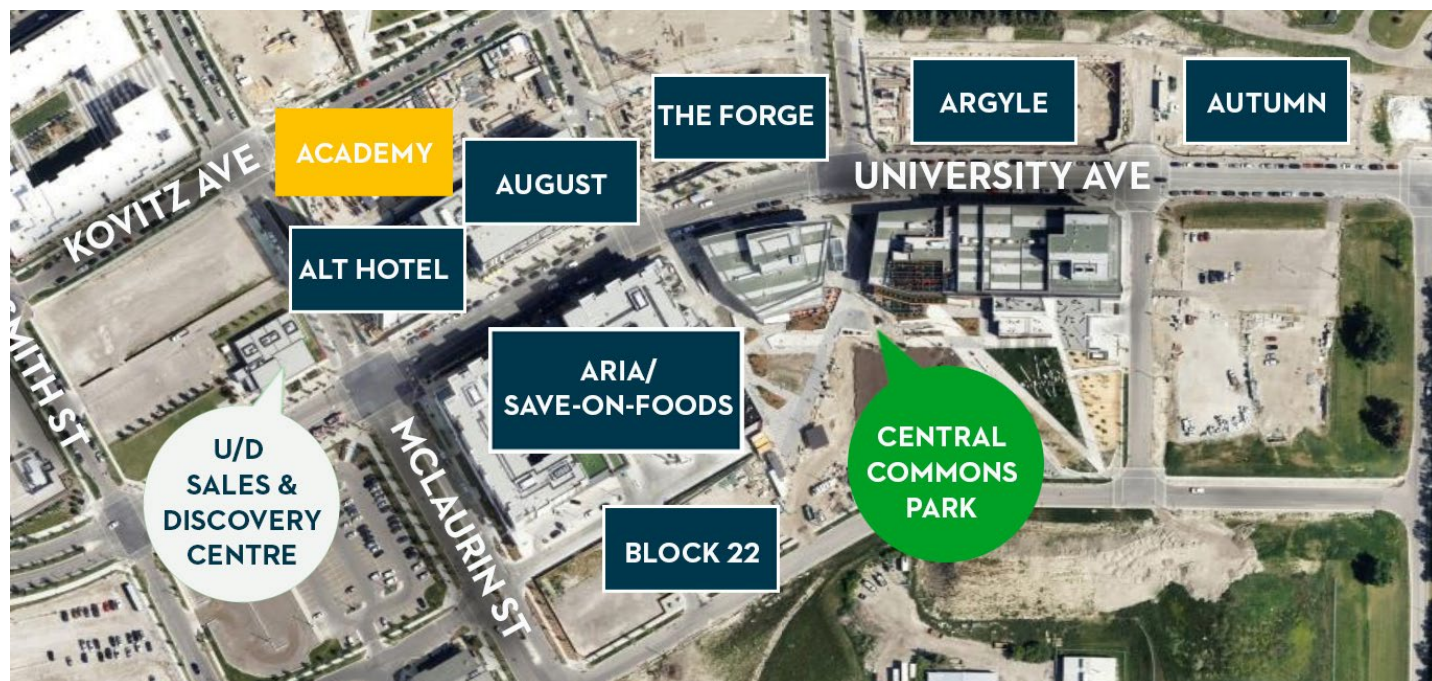 THE FORGE
ARGYLE
AUTUMN
ACADEMY
AUGUST
KOVITZ AVE
UNIVERSITY AVE
ALT HOTEL
SMITH ST
ARIA/
SAVE-ON-FOODS
U/D
SALES &
DISCOVERY
CENTRE
MCLAURIN ST
CENTRAL
COMMONS
PARK
BLOCK 22